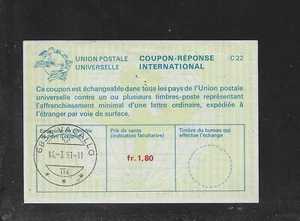 UNION POSTALE UNIVERSELLE
COUPON-RÉPONSE INTERNATIONAL
C 22
Ce coupon est échangeable dans tous les pays de l'Union postale
universelle contre un ou plusieurs timbres-poste représentant
l'affranchissement minimal d'une lettre ordinaire, expédiée à
l'étranger par voie de surface.
Prix de vente
(indication facultative)
Timbre du bureau qui
effectue l'échange
fr. 1,80